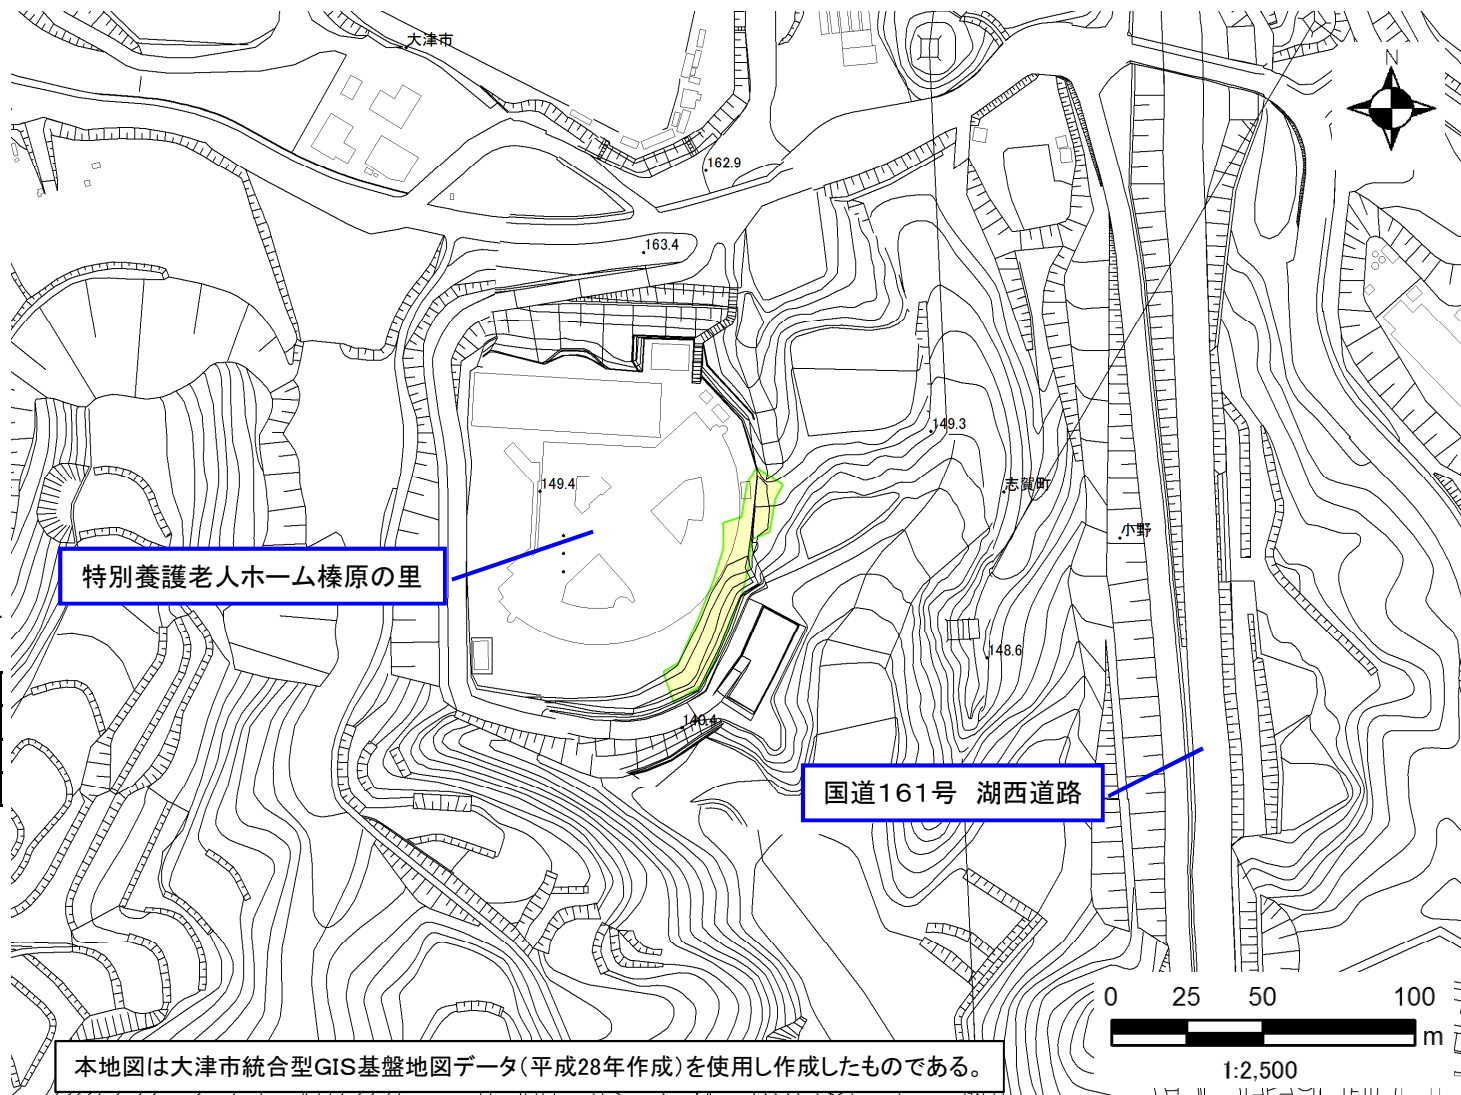 大津市
N
162.9
163.4
149.3
149.4
志賀町
小野
特別養護老人ホーム榛原の里
148.6
140.4
国道161号 湖西道路
0 25 50 100
m
1:2,500
本地図は大津市統合型GIS基盤地図データ(平成28年作成)を使用し作成したものである。